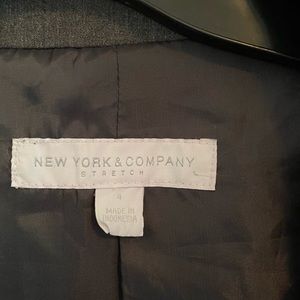 NEW YORK & COMPANY
STRETCH
4
MADE IN
INDONESIA